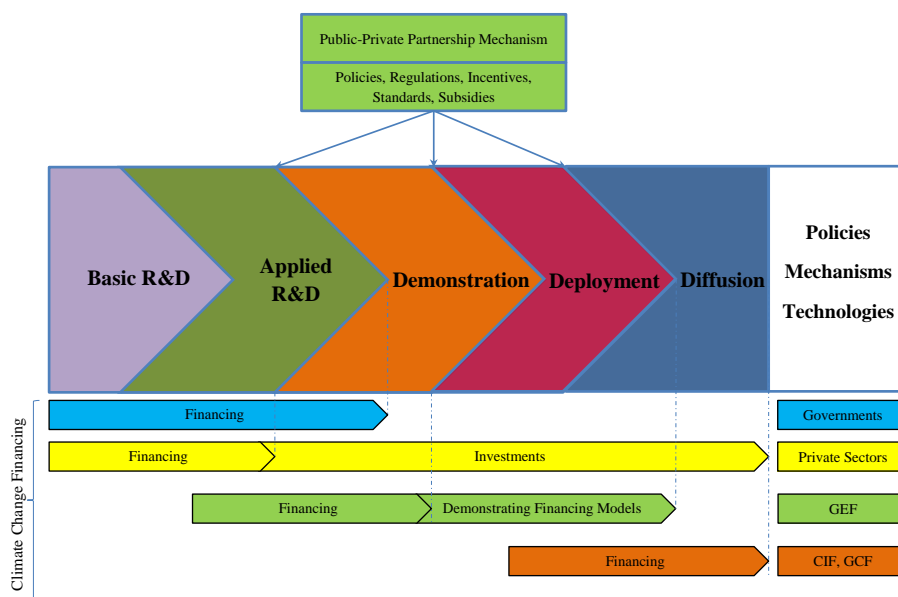 Public-Private Partnership Mechanism
Policies, Regulations, Incentives,
Standards, Subsidies
Basic R&D
Applied
R&D
Demonstration
Deployment
Diffusion
Policies
Mechanisms
Technologies
Climate Change Financing
Financing
Governments
Financing
Investments
Private Sectors
Financing
Demonstrating Financing Models
GEF
Financing
CIF, GCF